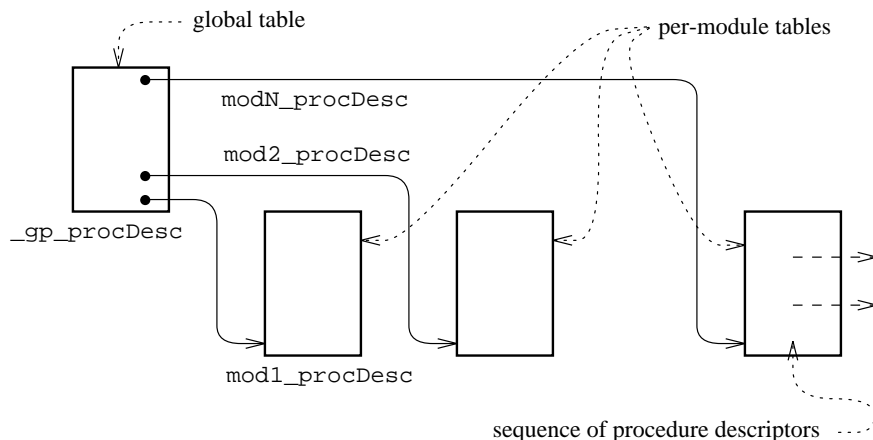 global table
per-module tables
modN_procDesc
mod2_procDesc
_gp_procDesc
mod1_procDesc
sequence of procedure descriptors